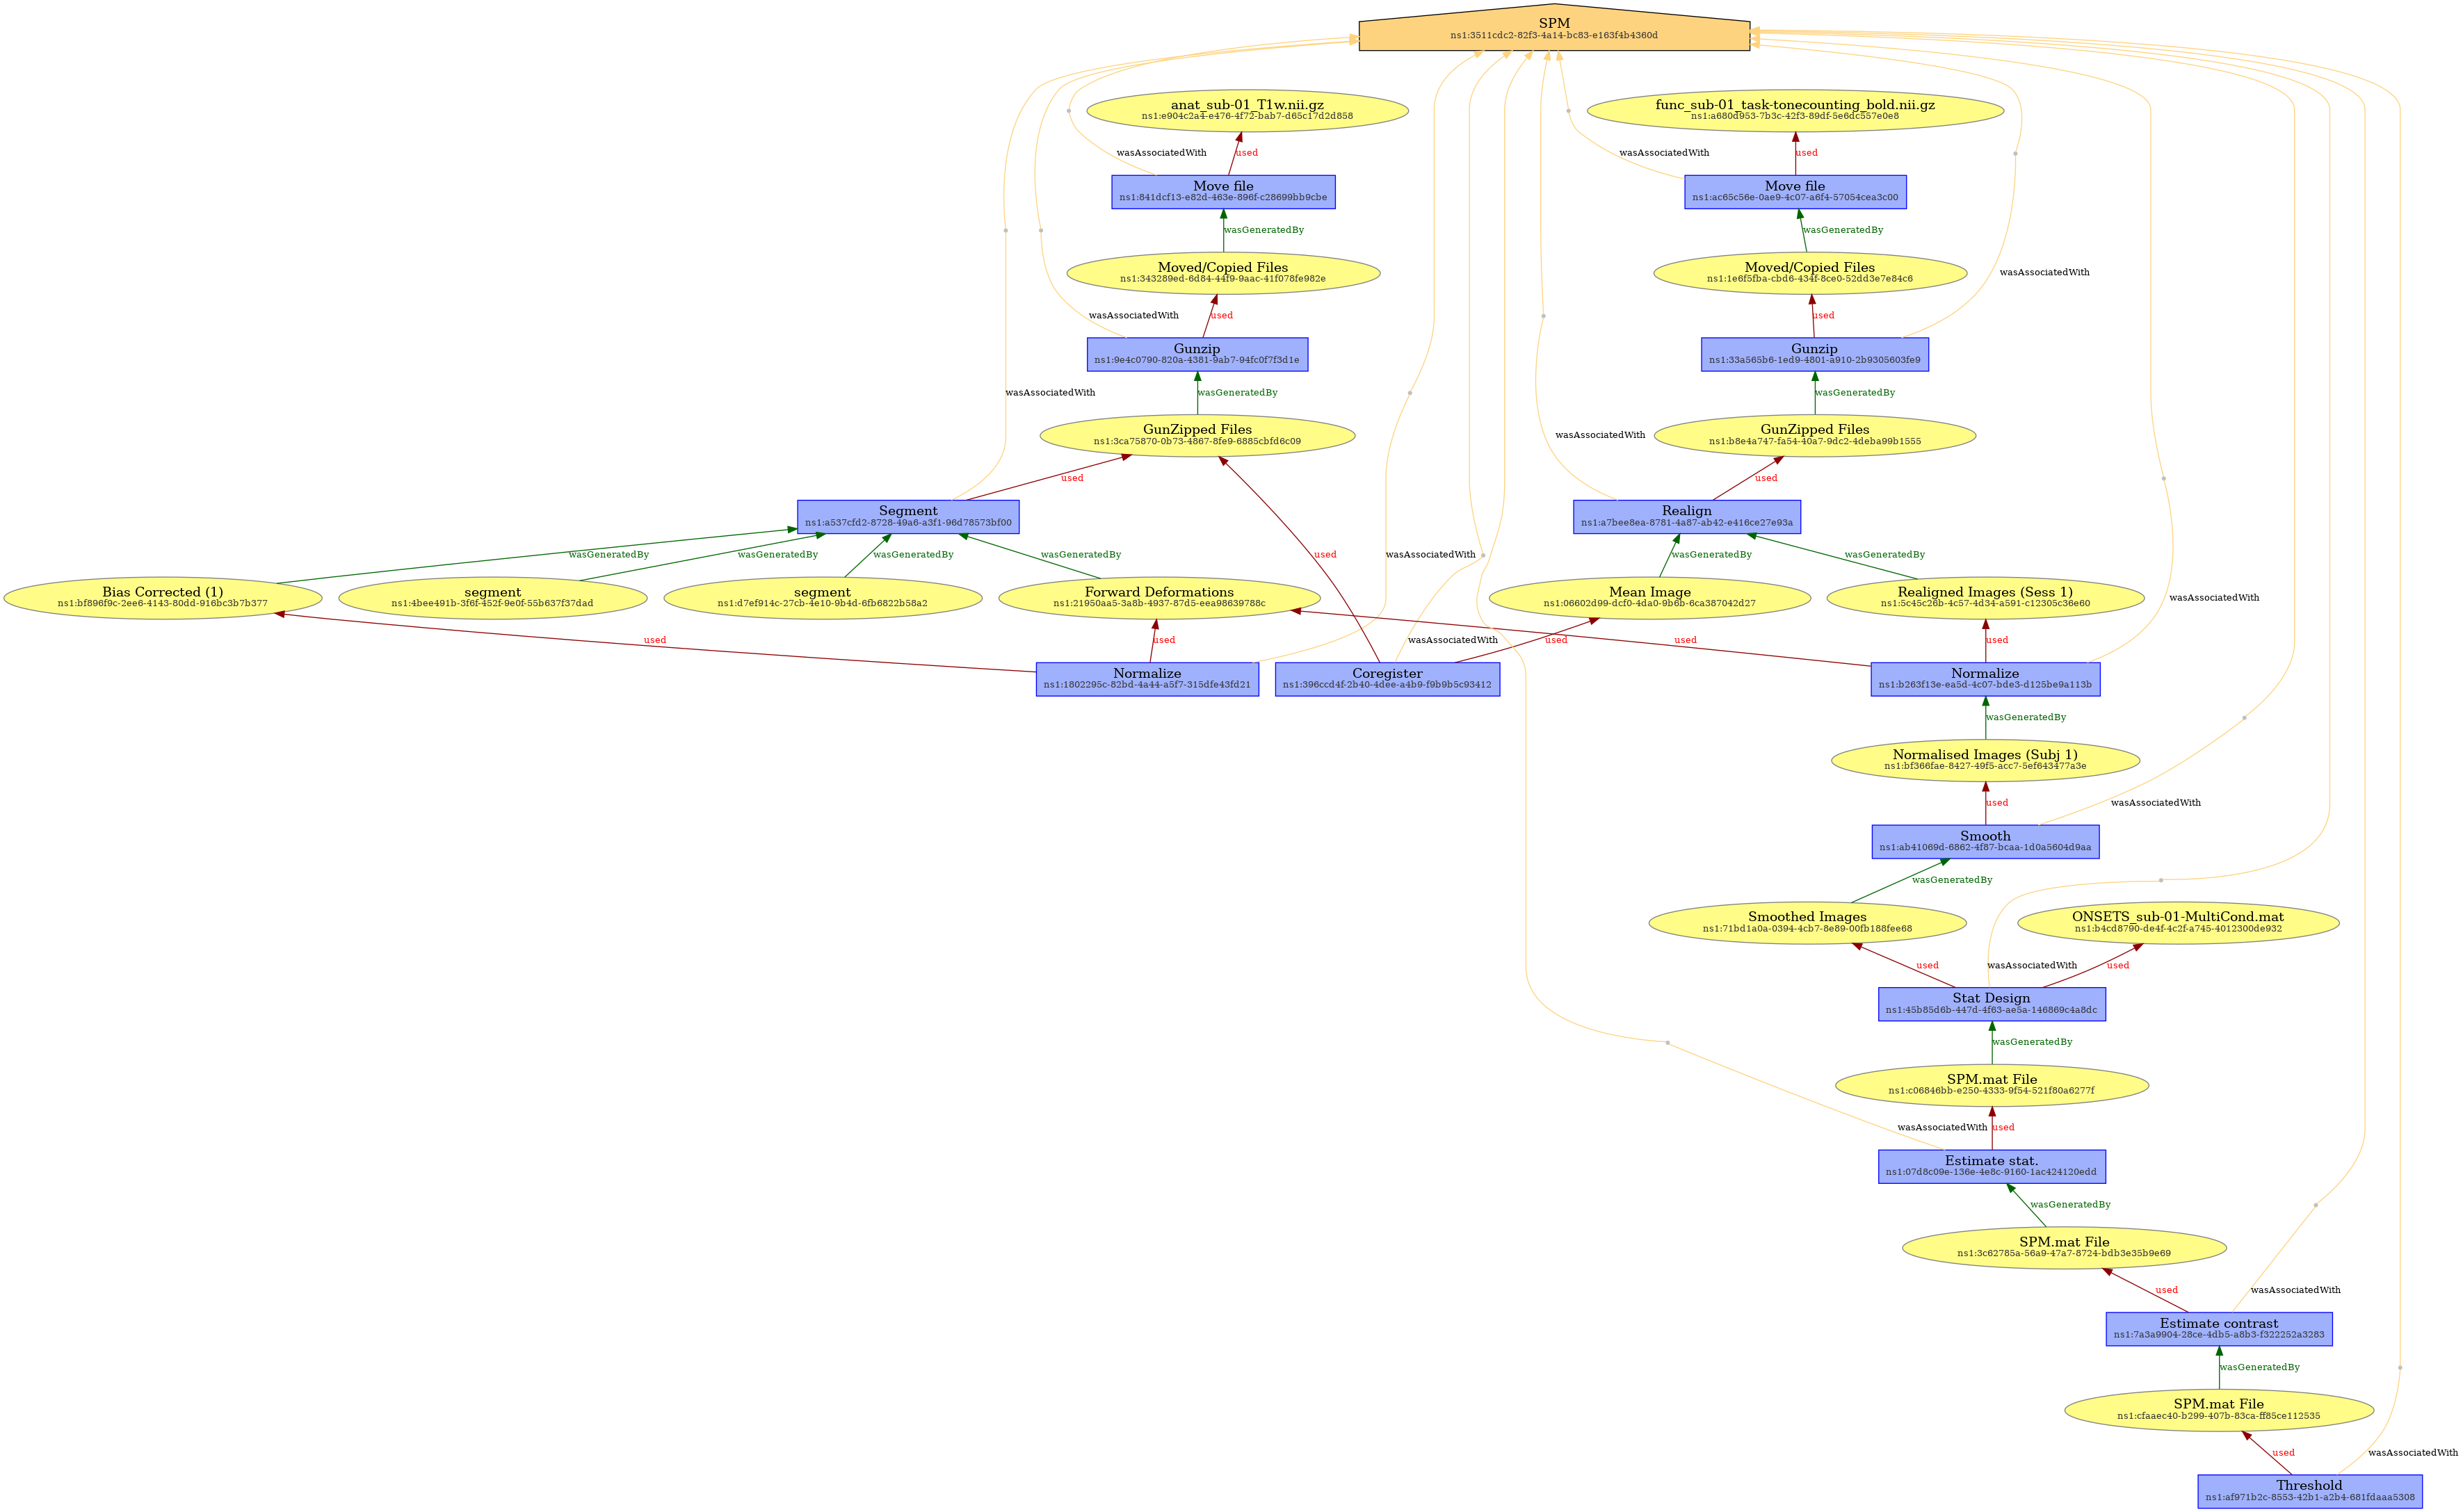 SPM
ns1:3511cdc2-82f3-4a14-bc83-e163f4b4360d
anat_sub-01_T1w.nii.gz
ns1:e904c2a4-e476-4f72-bab7-d65c17d2d858
func_sub-01_task-tonecounting_bold.nii.gz
ns1:a680d953-7b3c-42f3-89df-5e6dc557e0e8
wasAssociatedWith
used
wasAssociatedWith
used
Move file
ns1:841dcf13-e82d-463e-896f-c28699bb9cbe
Move file
ns1:ac65c56e-0ae9-4c07-a6f4-57054cea3c00
wasGeneratedBy
wasGeneratedBy
Moved/Copied Files
ns1:343289ed-6d84-44f9-9aac-41f078fe982e
Moved/Copied Files
ns1:1e6f5fba-cbd6-434f-8ce0-52dd3e7e84c6
wasAssociatedWith
wasAssociatedWith
used
used
Gunzip
ns1:9e4c0790-820a-4381-9ab7-94fc0f7f3d1e
Gunzip
ns1:33a565b6-1ed9-4801-a910-2b9305603fe9
wasAssociatedWith
wasGeneratedBy
wasGeneratedBy
GunZipped Files
ns1:3ca75870-0b73-4867-8fe9-6885cbfd6c09
GunZipped Files
ns1:b8e4a747-fa54-40a7-9dc2-4deba99b1555
wasAssociatedWith
used
used
Segment
ns1:a537cfd2-8728-49a6-a3f1-96d78573bf00
Realign
ns1:a7bee8ea-8781-4a87-ab42-e416ce27e93a
wasGeneratedBy
wasGeneratedBy
wasGeneratedBy
wasGeneratedBy
used
wasAssociatedWith
wasGeneratedBy
wasGeneratedBy
Bias Corrected (1)
ns1:bf896f9c-2ee6-4143-80dd-916bc3b7b377
segment
ns1:4bee491b-3f6f-452f-9e0f-55b637f37dad
segment
ns1:d7ef914c-27cb-4e10-9b4d-6fb6822b58a2
Forward Deformations
ns1:21950aa5-3a8b-4937-87d5-eea98639788c
Mean Image
ns1:06602d99-dcf0-4da0-9b6b-6ca387042d27
Realigned Images (Sess 1)
ns1:5c45c26b-4c57-4d34-a591-c12305c36e60
wasAssociatedWith
used
used
wasAssociatedWith
used
used
used
Normalize
ns1:1802295c-82bd-4a44-a5f7-315dfe43fd21
Coregister
ns1:396ccd4f-2b40-4dee-a4b9-f9b9b5c93412
Normalize
ns1:b263f13e-ea5d-4c07-bde3-d125be9a113b
wasGeneratedBy
Normalised Images (Subj 1)
ns1:bf366fae-8427-49f5-acc7-5ef643477a3e
used
wasAssociatedWith
Smooth
ns1:ab41069d-6862-4f87-bcaa-1d0a5604d9aa
wasGeneratedBy
Smoothed Images
ns1:71bd1a0a-0394-4cb7-8e89-00fb188fee68
ONSETS_sub-01-MultiCond.mat
ns1:b4cd8790-de4f-4c2f-a745-4012300de932
used
wasAssociatedWith
used
Stat Design
ns1:45b85d6b-447d-4f63-ae5a-146869c4a8dc
wasGeneratedBy
SPM.mat File
ns1:c06846bb-e250-4333-9f54-521f80a6277f
wasAssociatedWith
used
Estimate stat.
ns1:07d8c09e-136e-4e8c-9160-1ac424120edd
wasGeneratedBy
SPM.mat File
ns1:3c62785a-56a9-47a7-8724-bdb3e35b9e69
used
wasAssociatedWith
Estimate contrast
ns1:7a3a9904-28ce-4db5-a8b3-f322252a3283
wasGeneratedBy
SPM.mat File
ns1:cfaaec40-b299-407b-83ca-ff85ce112535
used
wasAssociatedWith
Threshold
ns1:af971b2c-8553-42b1-a2b4-681fdaaa5308